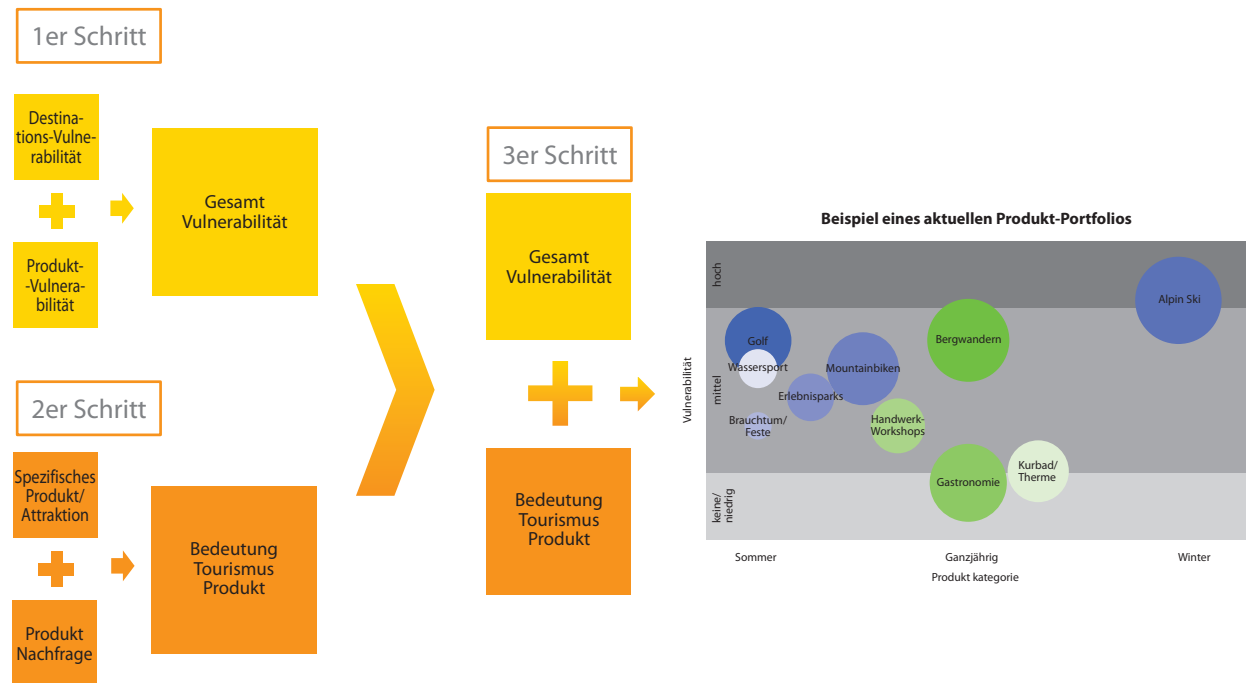 1er Schritt
Destina-
tions-Vulne-
rabilität
Produkt-
-Vulnera-
bilität
Gesamt
Vulnerabilität
2er Schritt
Spezifisches
Produkt/
Attraktion
Produkt
Nachfrage
Bedeutung
Tourismus
Produkt
3er Schritt
Gesamt
Vulnerabilität
Bedeutung
Tourismus
Produkt
Beispiel eines aktuellen Produkt-Portfolios
Vulnerabilität
hoch
mittel
keine/
niedrig
Alpin Ski
Golf
Bergwandern
Wassersport
Mountainbiken
Erlebnisparks
Brauchtum/
Feste
Handwerk-
Workshops
Gastronomie
Kurbad/
Therme
Sommer
Ganzjährig
Winter
Produkt kategorie